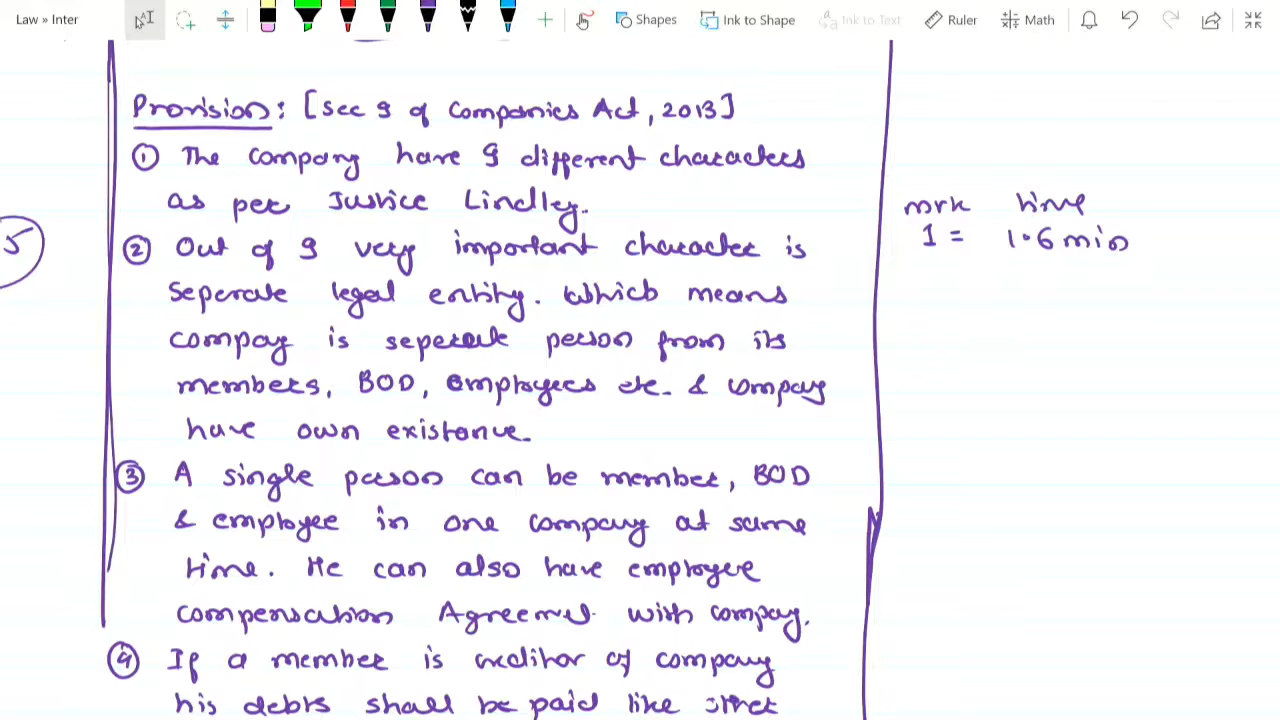 Law » Inter
Shapes
Ink to Shape
Ink to Text
Ruler
Math
Provision: [Sec 9 of Companies Act, 2013]
① The company have 9 different characters
as per Justice Lindley.
② Out of 9 very important character is
Seperate legal entity. Which means
compay is seperate person from its
members, BOD, employees etc. & compay
have own existance.
③ A single person can be member, BOD
& employee in one company at same
time. He can also have employee
compensation Agreement with compay.
④ If a member is creditor of company
his debts shall be paid like other
5
mrk time
1 = 1.6 min